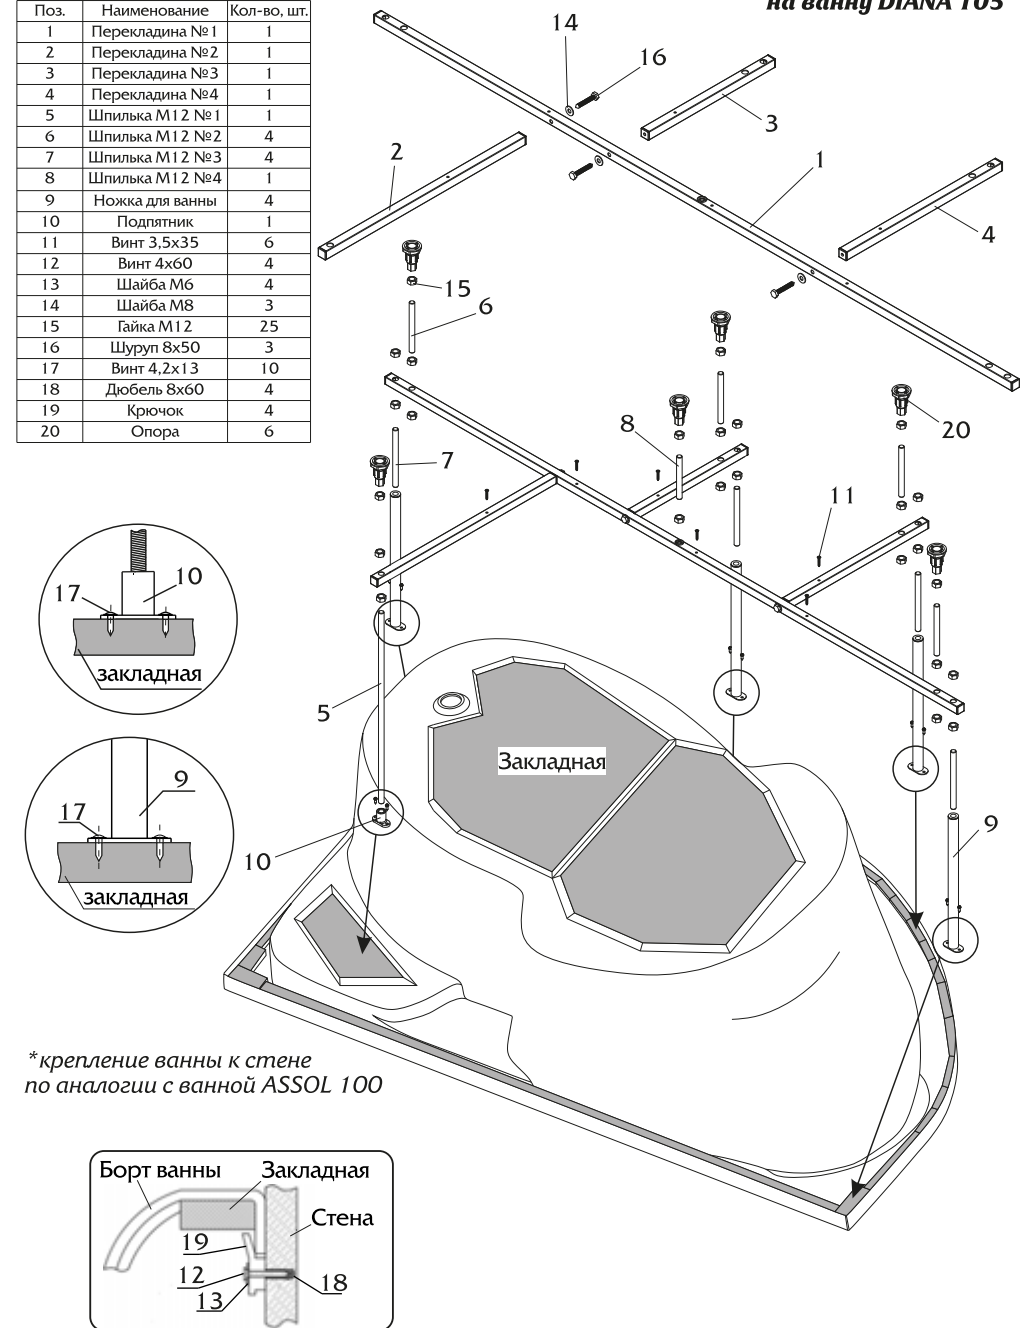 на ванну DIANA 105
Поз. Наименование Кол-во, шт.
1 Перекладина №1 1
2 Перекладина №2 1
3 Перекладина №3 1
4 Перекладина №4 1
5 Шпилька М12 №1 1
6 Шпилька М12 №2 4
7 Шпилька М12 №3 4
8 Шпилька М12 №4 1
9 Ножка для ванны 4
10 Подпятник 1
11 Винт 3,5х35 6
12 Винт 4х60 4
13 Шайба М6 4
14 Шайба М8 3
15 Гайка М12 25
16 Шуруп 8х50 3
17 Винт 4,2х13 10
18 Дюбель 8х60 4
19 Крючок 4
20 Опора 6
14
16
3
2
1
4
15
6
20
8
7
11
17
10
закладная
5
Закладная
9
17
закладная
10
9
*крепление ванны к стене
по аналогии с ванной ASSOL 100
Борт ванны
Закладная
Стена
19
12
13
18